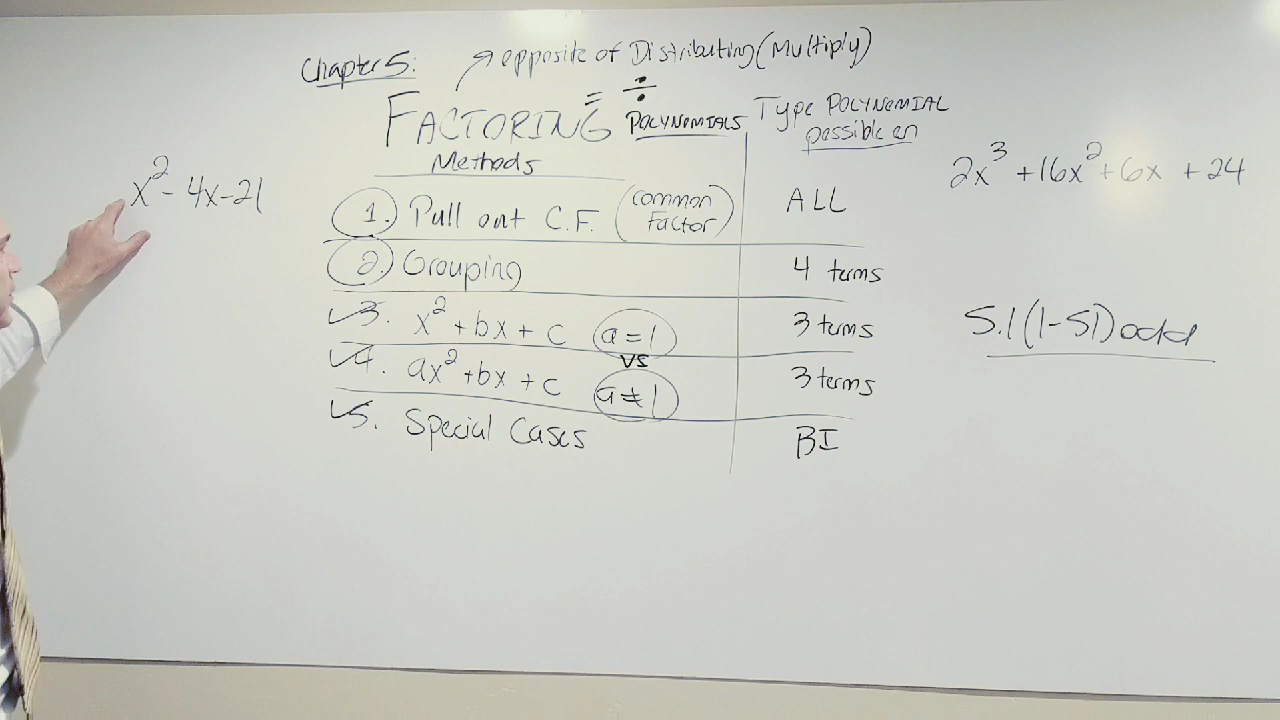 Chapter 5:
opposite of Distributing (Multiply)
FACTORING = ÷ POLYNOMIALS
Type POLYNOMIAL possible on
Methods
x² - 4x - 21
2x³ + 16x² + 6x + 24
1. Pull out C.F. (common Factor) ALL
2. Grouping 4 terms
3. x² + bx + c a = 1 3 terms
vs
4. ax² + bx + c a ≠ 1 3 terms
5. Special Cases BI
5.1 (1-51) odd